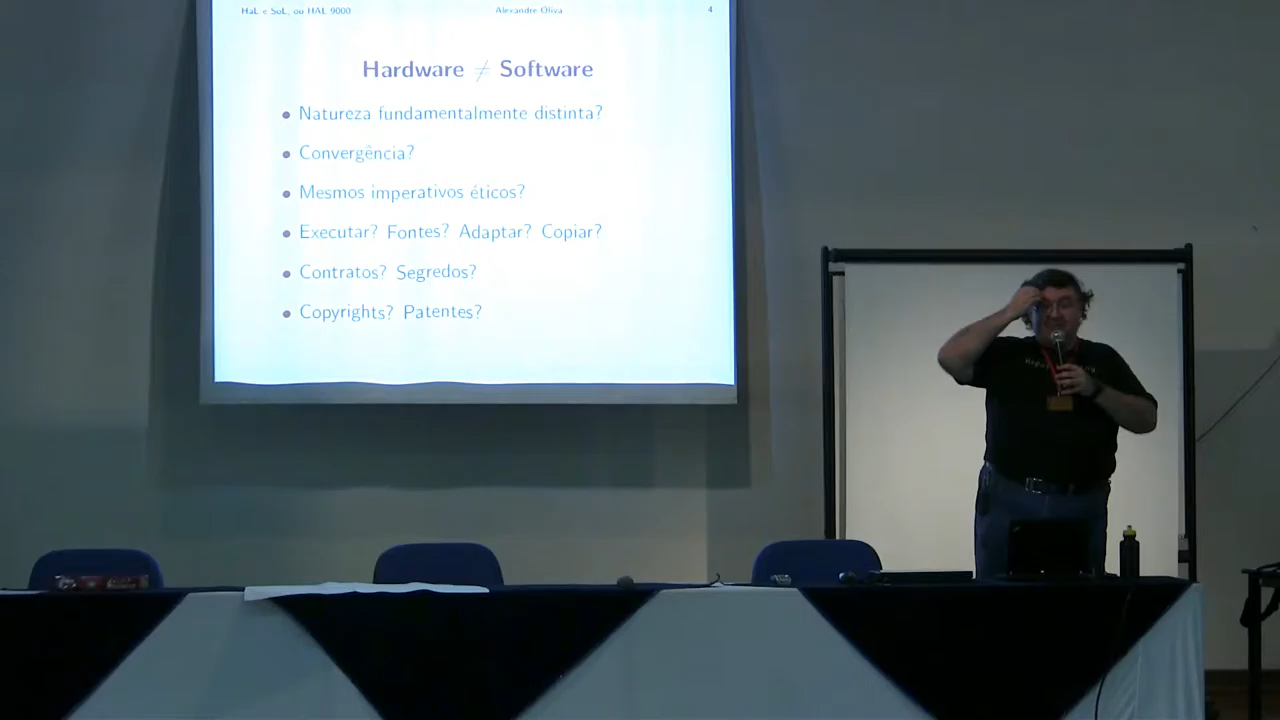 HaL e SoL, ou HAL 9000 Alexandre Oliva 4
Hardware ≠ Software
• Natureza fundamentalmente distinta?
• Convergência?
• Mesmos imperativos éticos?
• Executar? Fontes? Adaptar? Copiar?
• Contratos? Segredos?
• Copyrights? Patentes?